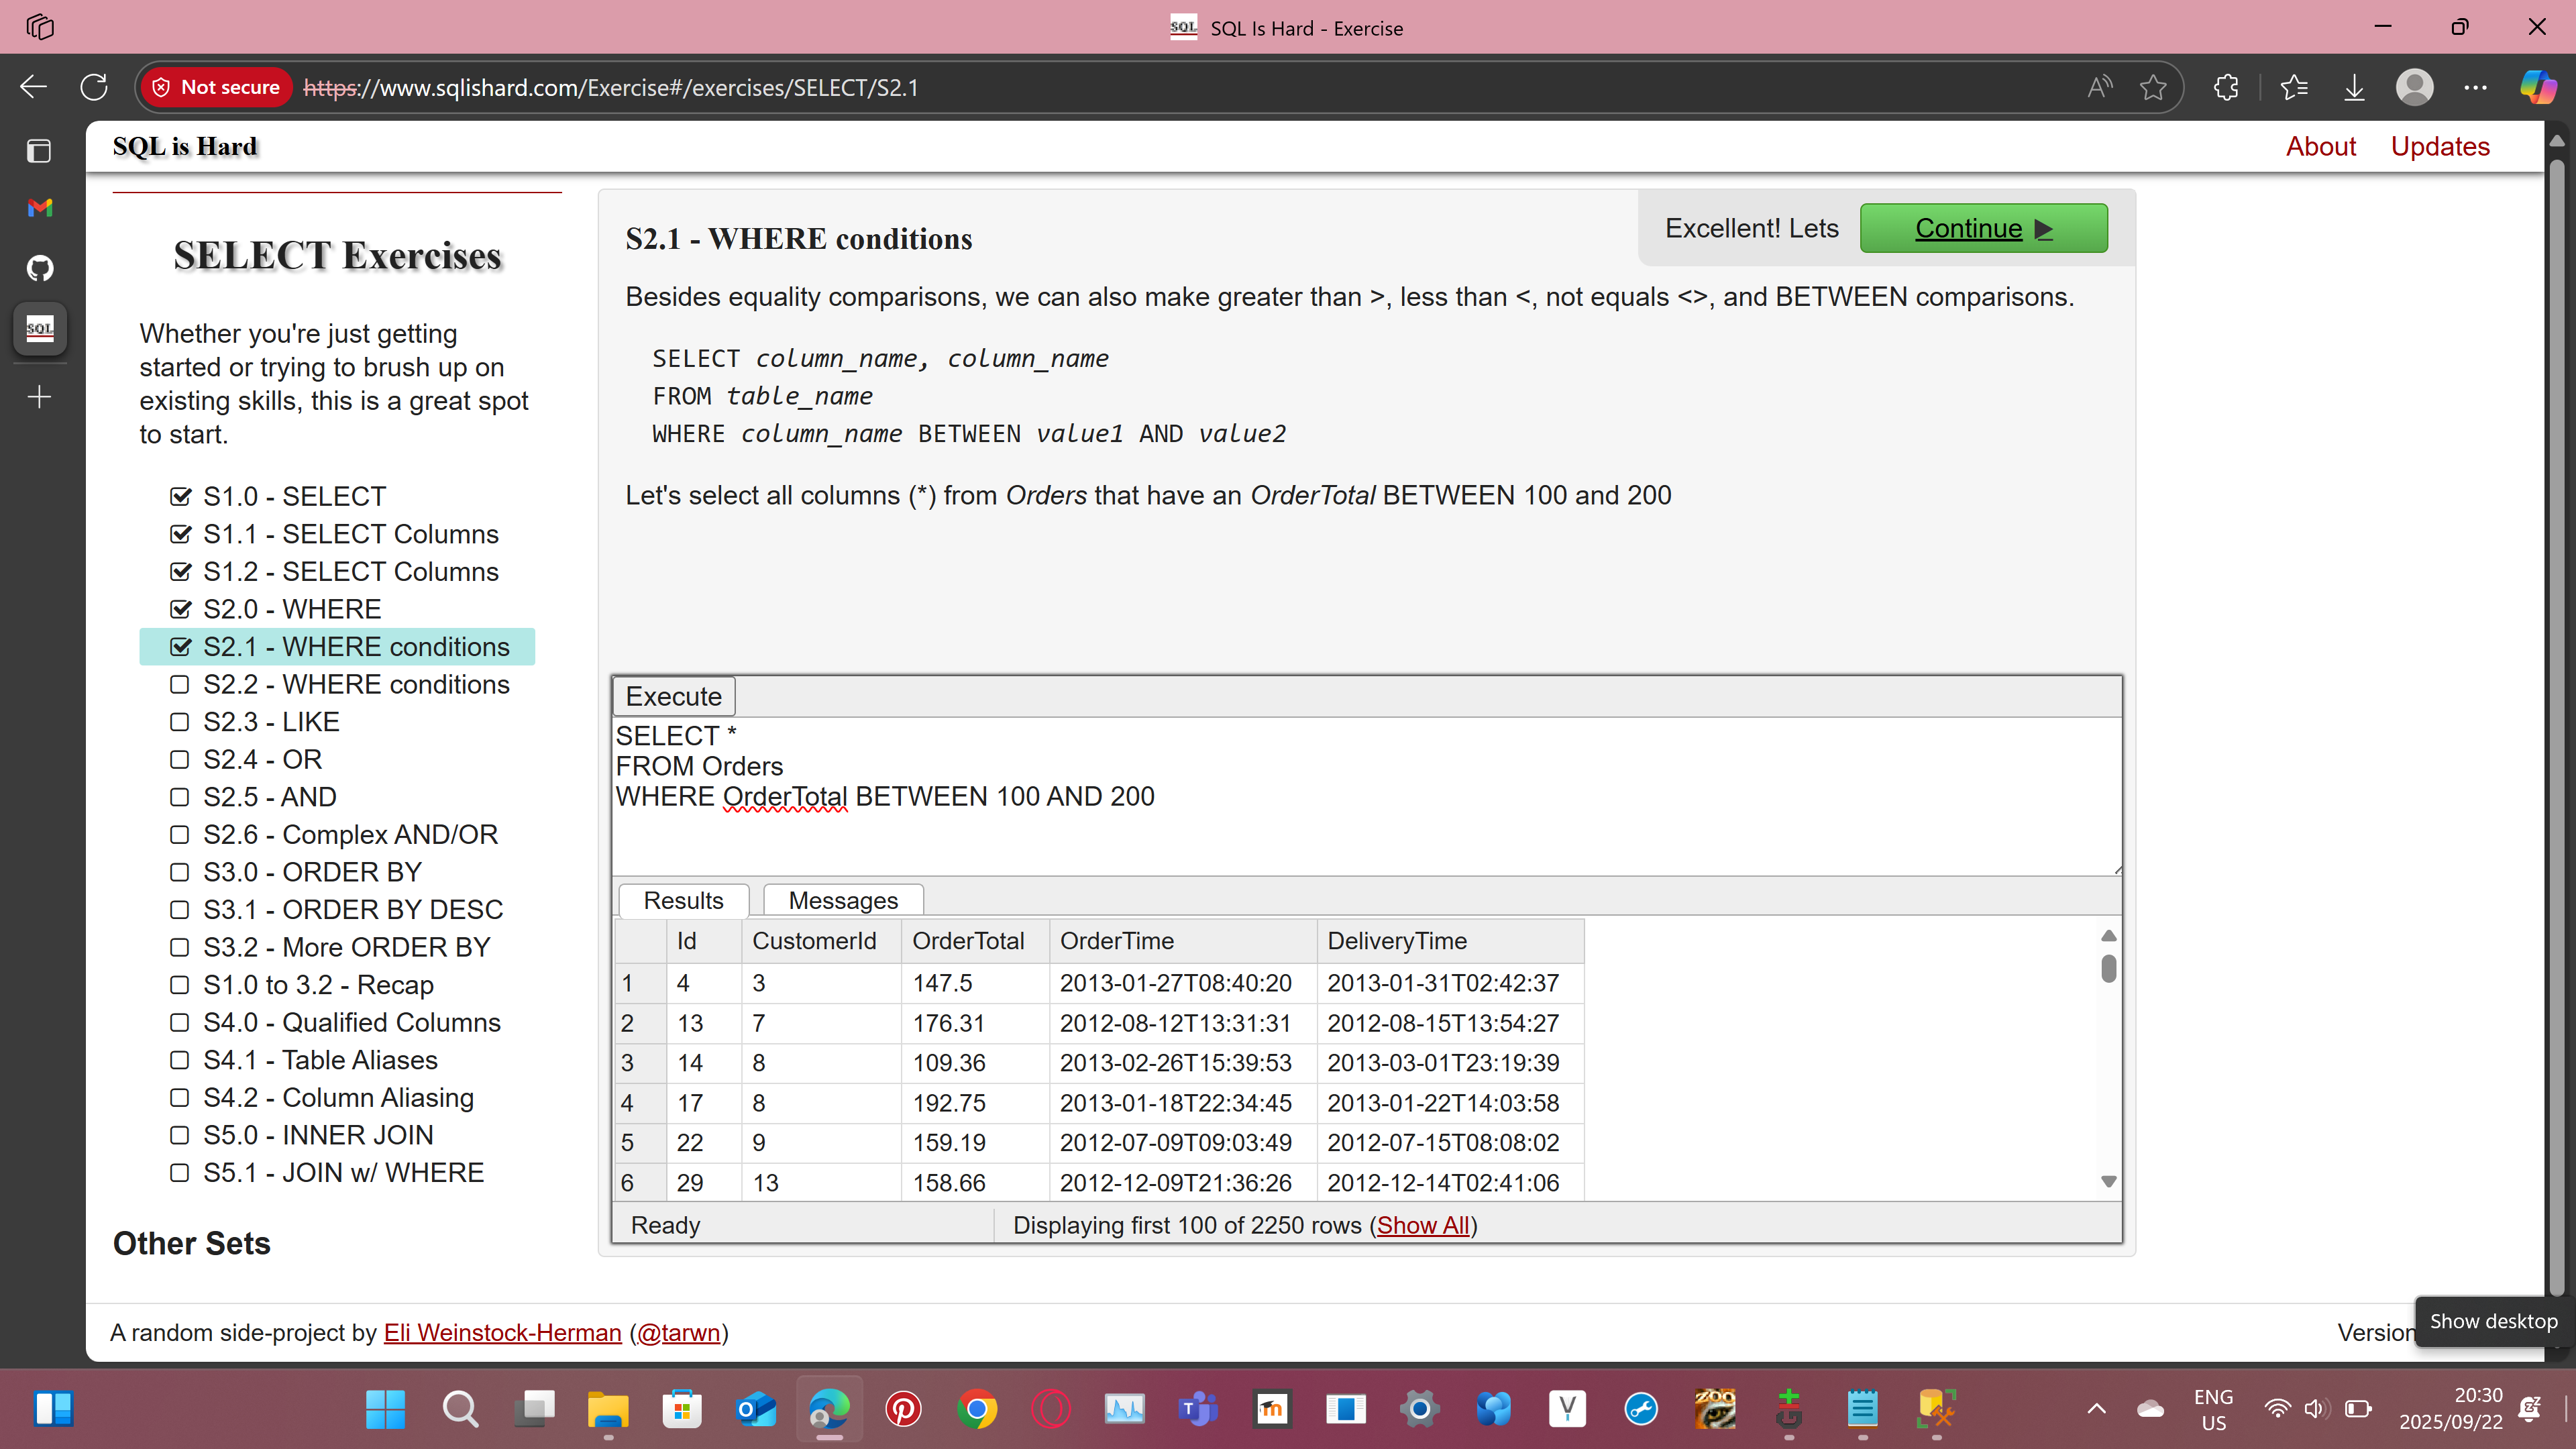 SQL Is Hard - Exercise
Not secure
https://www.sqlishard.com/Exercise#/exercises/SELECT/S2.1
SQL is Hard
About
Updates
SELECT Exercises
Whether you're just getting
started or trying to brush up on
existing skills, this is a great spot
to start.
S1.0 - SELECT
S1.1 - SELECT Columns
S1.2 - SELECT Columns
S2.0 - WHERE
S2.1 - WHERE conditions
S2.2 - WHERE conditions
S2.3 - LIKE
S2.4 - OR
S2.5 - AND
S2.6 - Complex AND/OR
S3.0 - ORDER BY
S3.1 - ORDER BY DESC
S3.2 - More ORDER BY
S1.0 to 3.2 - Recap
S4.0 - Qualified Columns
S4.1 - Table Aliases
S4.2 - Column Aliasing
S5.0 - INNER JOIN
S5.1 - JOIN w/ WHERE
Other Sets
S2.1 - WHERE conditions
Excellent! Lets
Continue
Besides equality comparisons, we can also make greater than >, less than <, not equals <>, and BETWEEN comparisons.
SELECT column_name, column_name
FROM table_name
WHERE column_name BETWEEN value1 AND value2
Let's select all columns (*) from Orders that have an OrderTotal BETWEEN 100 and 200
Execute
SELECT *
FROM Orders
WHERE OrderTotal BETWEEN 100 AND 200
Results Messages
Id CustomerId OrderTotal OrderTime DeliveryTime
1 4 3 147.5 2013-01-27T08:40:20 2013-01-31T02:42:37
2 13 7 176.31 2012-08-12T13:31:31 2012-08-15T13:54:27
3 14 8 109.36 2013-02-26T15:39:53 2013-03-01T23:19:39
4 17 8 192.75 2013-01-18T22:34:45 2013-01-22T14:03:58
5 22 9 159.19 2012-07-09T09:03:49 2012-07-15T08:08:02
6 29 13 158.66 2012-12-09T21:36:26 2012-12-14T02:41:06
Ready
Displaying first 100 of 2250 rows (Show All)
A random side-project by Eli Weinstock-Herman (@tarwn)
Version
Show desktop
ENG
US
20:30
2025/09/22